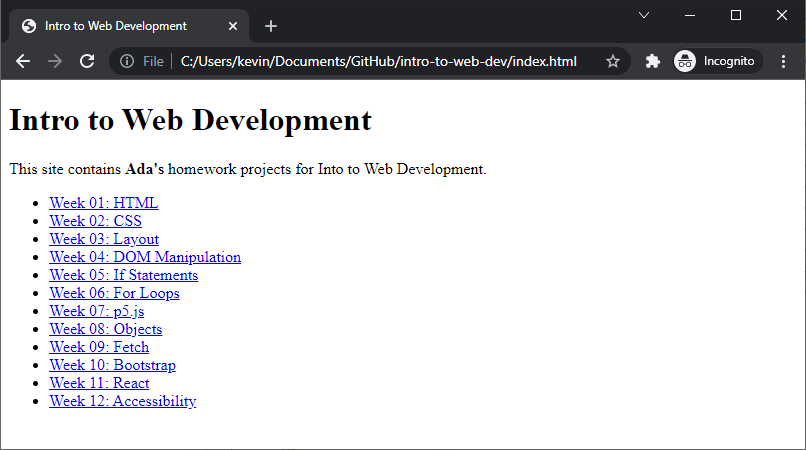 Intro to Web Development
File C:/Users/kevin/Documents/GitHub/intro-to-web-dev/index.html Incognito
Intro to Web Development
This site contains Ada's homework projects for Into to Web Development.
Week 01: HTML
Week 02: CSS
Week 03: Layout
Week 04: DOM Manipulation
Week 05: If Statements
Week 06: For Loops
Week 07: p5.js
Week 08: Objects
Week 09: Fetch
Week 10: Bootstrap
Week 11: React
Week 12: Accessibility